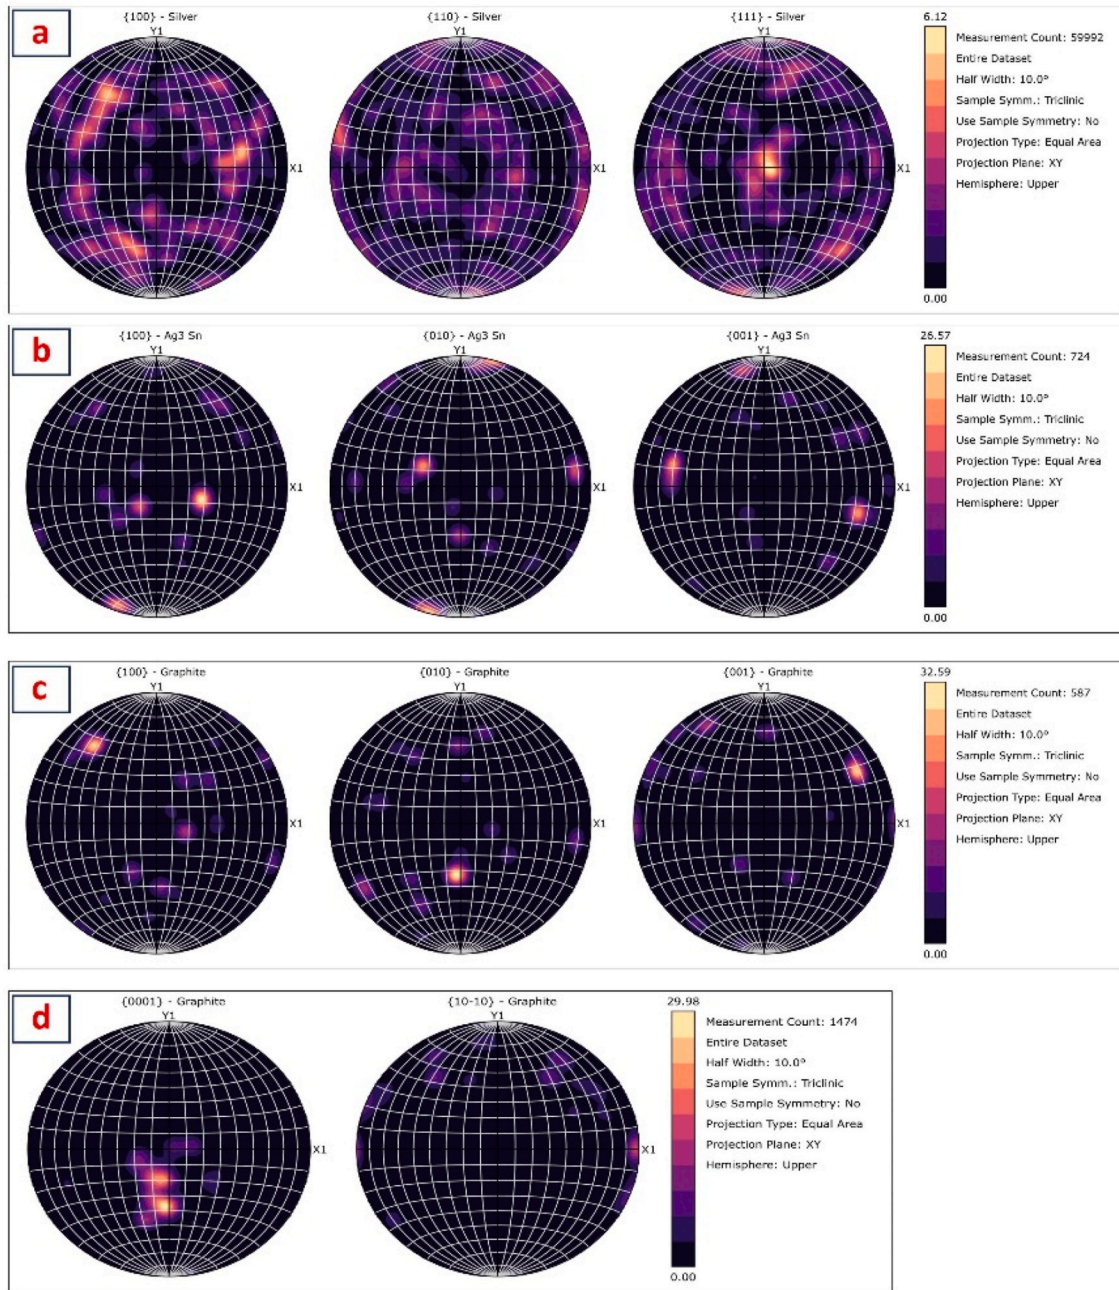 a
{100} - Silver
Y1
{110} - Silver
Y1
{111} - Silver
Y1
X1
X1
X1
6.12
0.00
Measurement Count: 59992
Entire Dataset
Half Width: 10.0°
Sample Symm.: Triclinic
Use Sample Symmetry: No
Projection Type: Equal Area
Projection Plane: XY
Hemisphere: Upper
b
{100} - Ag3 Sn
Y1
{010} - Ag3 Sn
Y1
{001} - Ag3 Sn
Y1
X1
X1
X1
26.57
0.00
Measurement Count: 724
Entire Dataset
Half Width: 10.0°
Sample Symm.: Triclinic
Use Sample Symmetry: No
Projection Type: Equal Area
Projection Plane: XY
Hemisphere: Upper
c
{100} - Graphite
Y1
{010} - Graphite
Y1
{001} - Graphite
Y1
X1
X1
X1
32.59
0.00
Measurement Count: 587
Entire Dataset
Half Width: 10.0°
Sample Symm.: Triclinic
Use Sample Symmetry: No
Projection Type: Equal Area
Projection Plane: XY
Hemisphere: Upper
d
{0001} - Graphite
Y1
{10-10} - Graphite
Y1
X1
X1
29.98
0.00
Measurement Count: 1474
Entire Dataset
Half Width: 10.0°
Sample Symm.: Triclinic
Use Sample Symmetry: No
Projection Type: Equal Area
Projection Plane: XY
Hemisphere: Upper